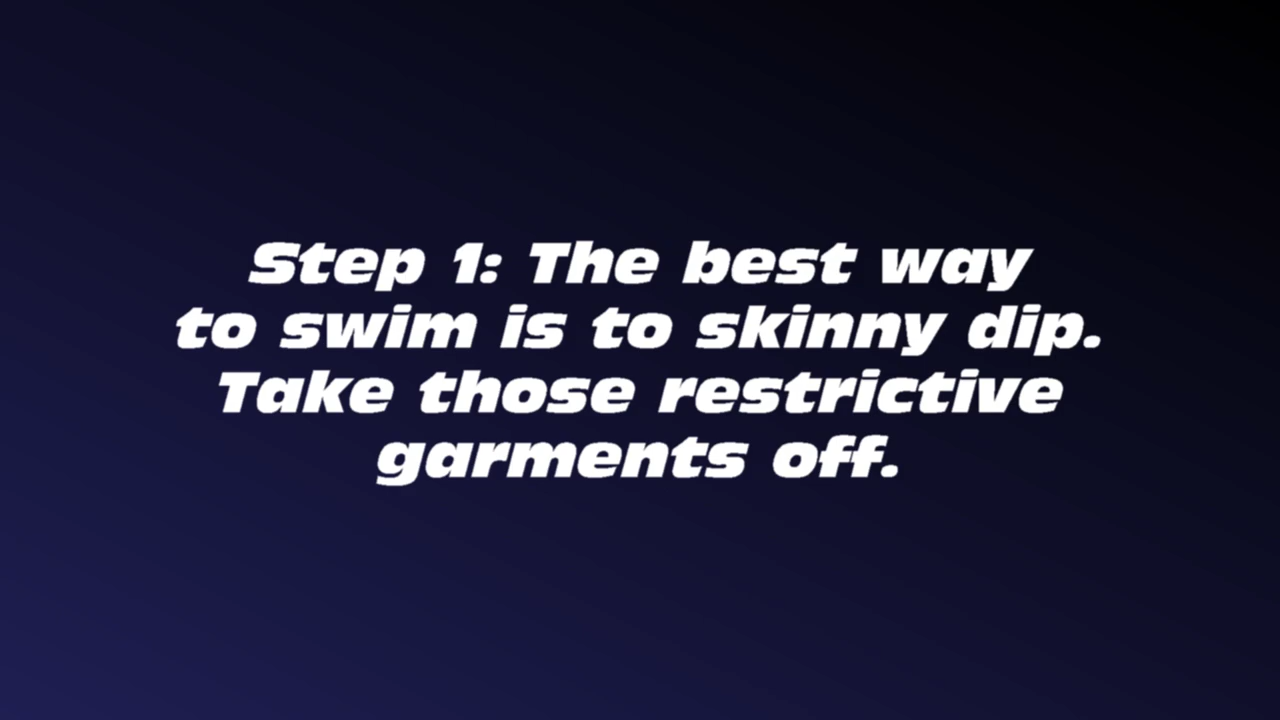 Step 1: The best way
to swim is to skinny dip.
Take those restrictive
garments off.